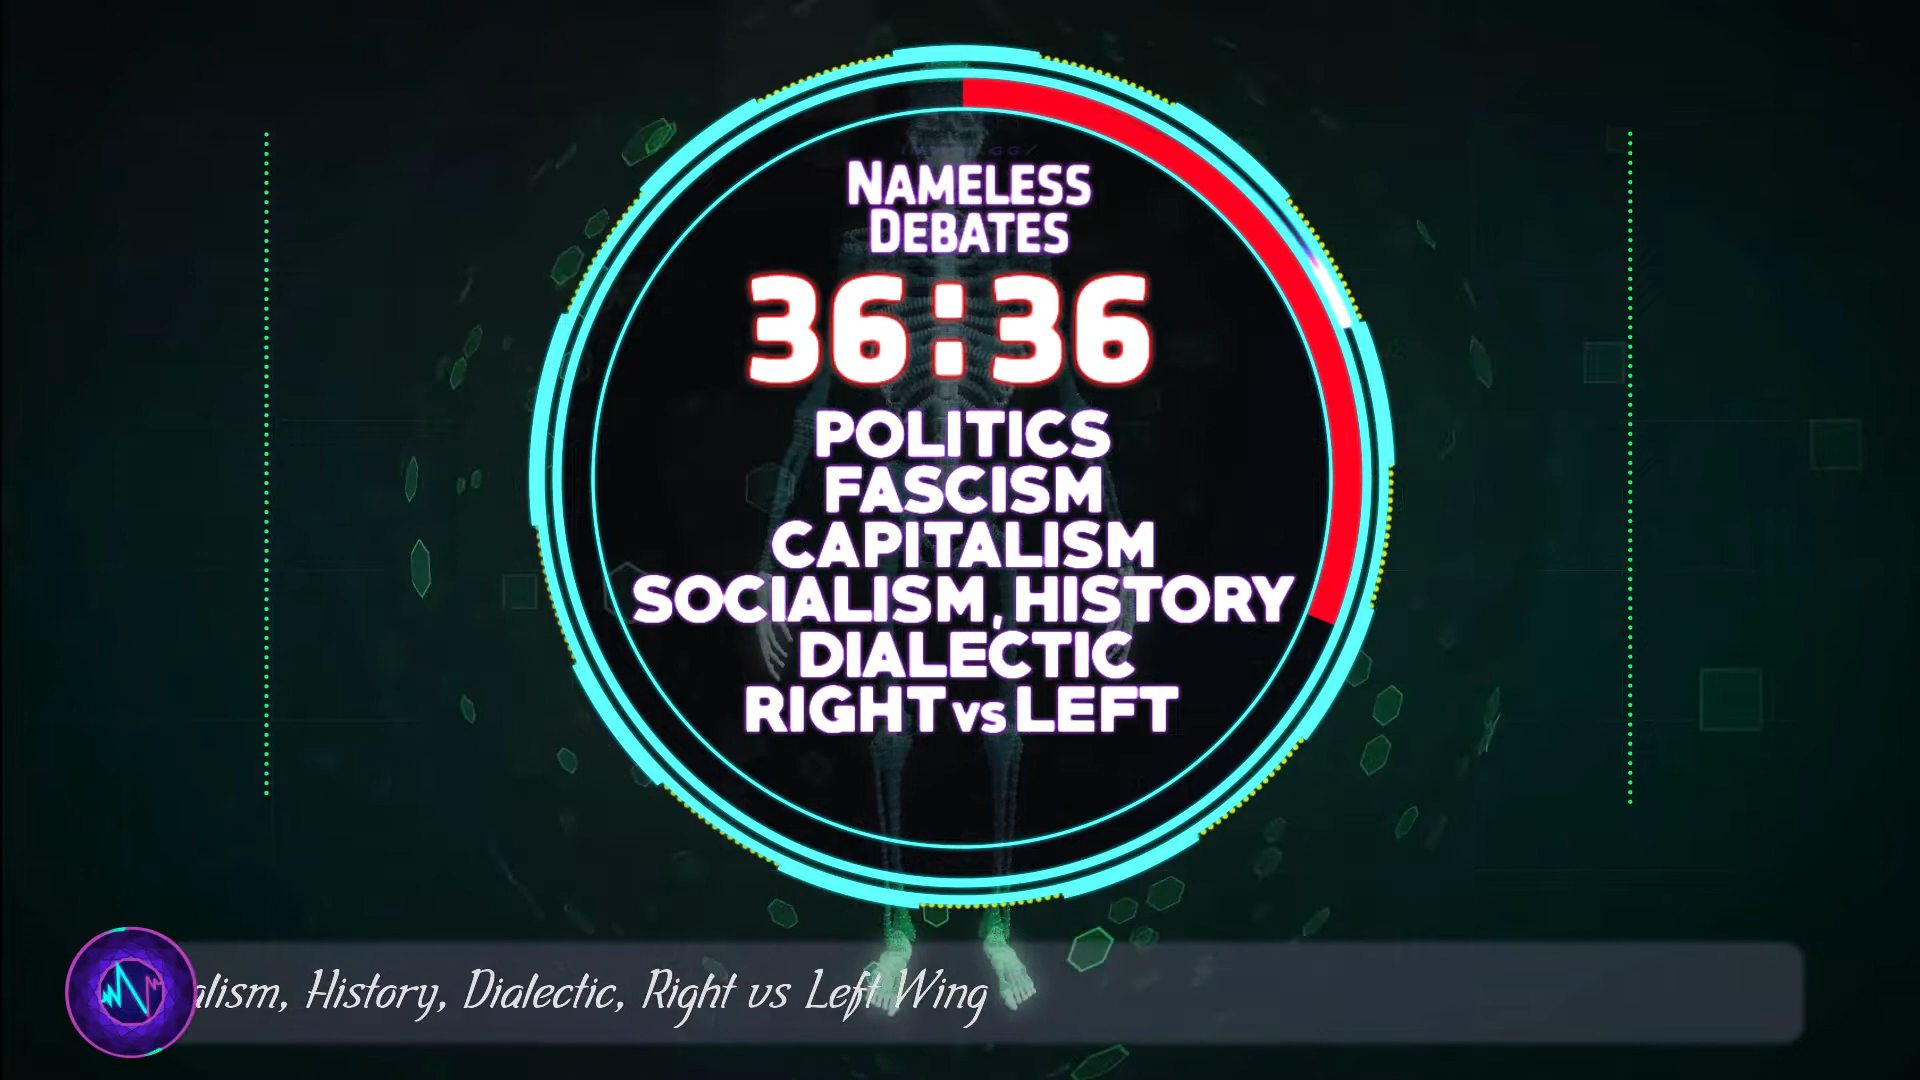 NAMELESS
DEBATES
36:36
POLITICS
FASCISM
CAPITALISM
SOCIALISM, HISTORY
DIALECTIC
RIGHT vs LEFT
alism, History, Dialectic, Right vs Left Wing